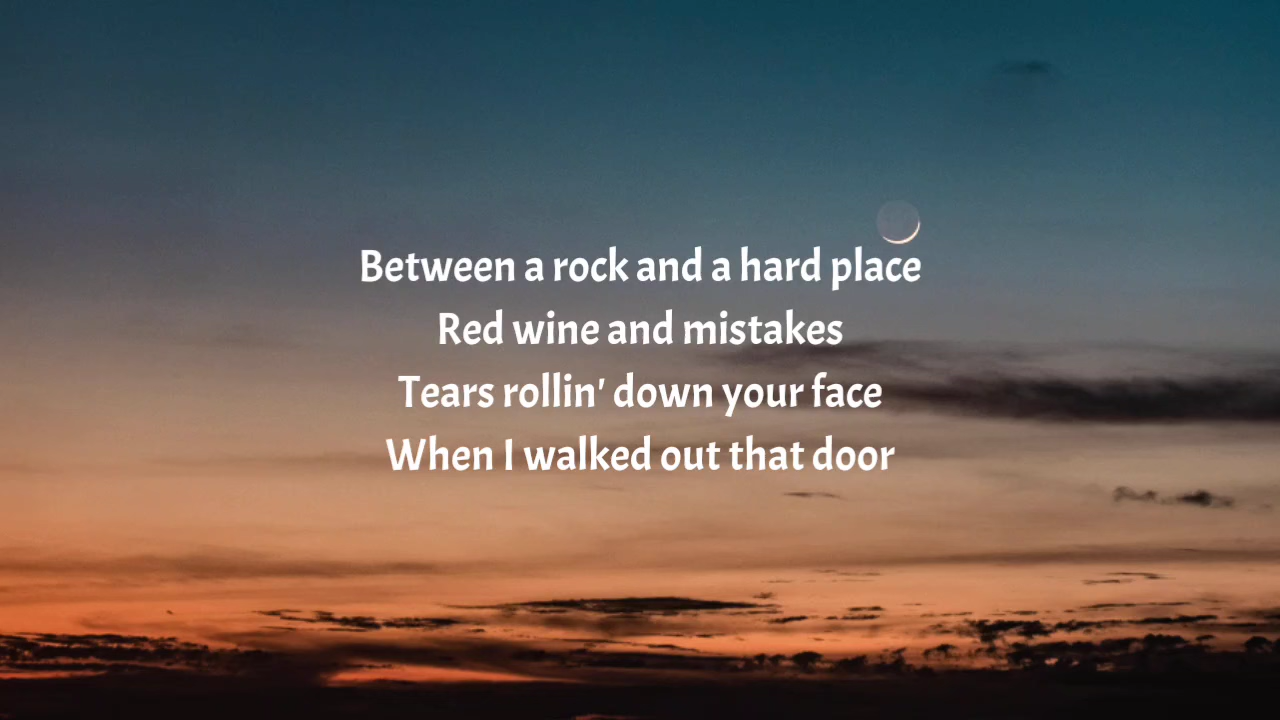 Between a rock and a hard place
Red wine and mistakes
Tears rollin' down your face
When I walked out that door